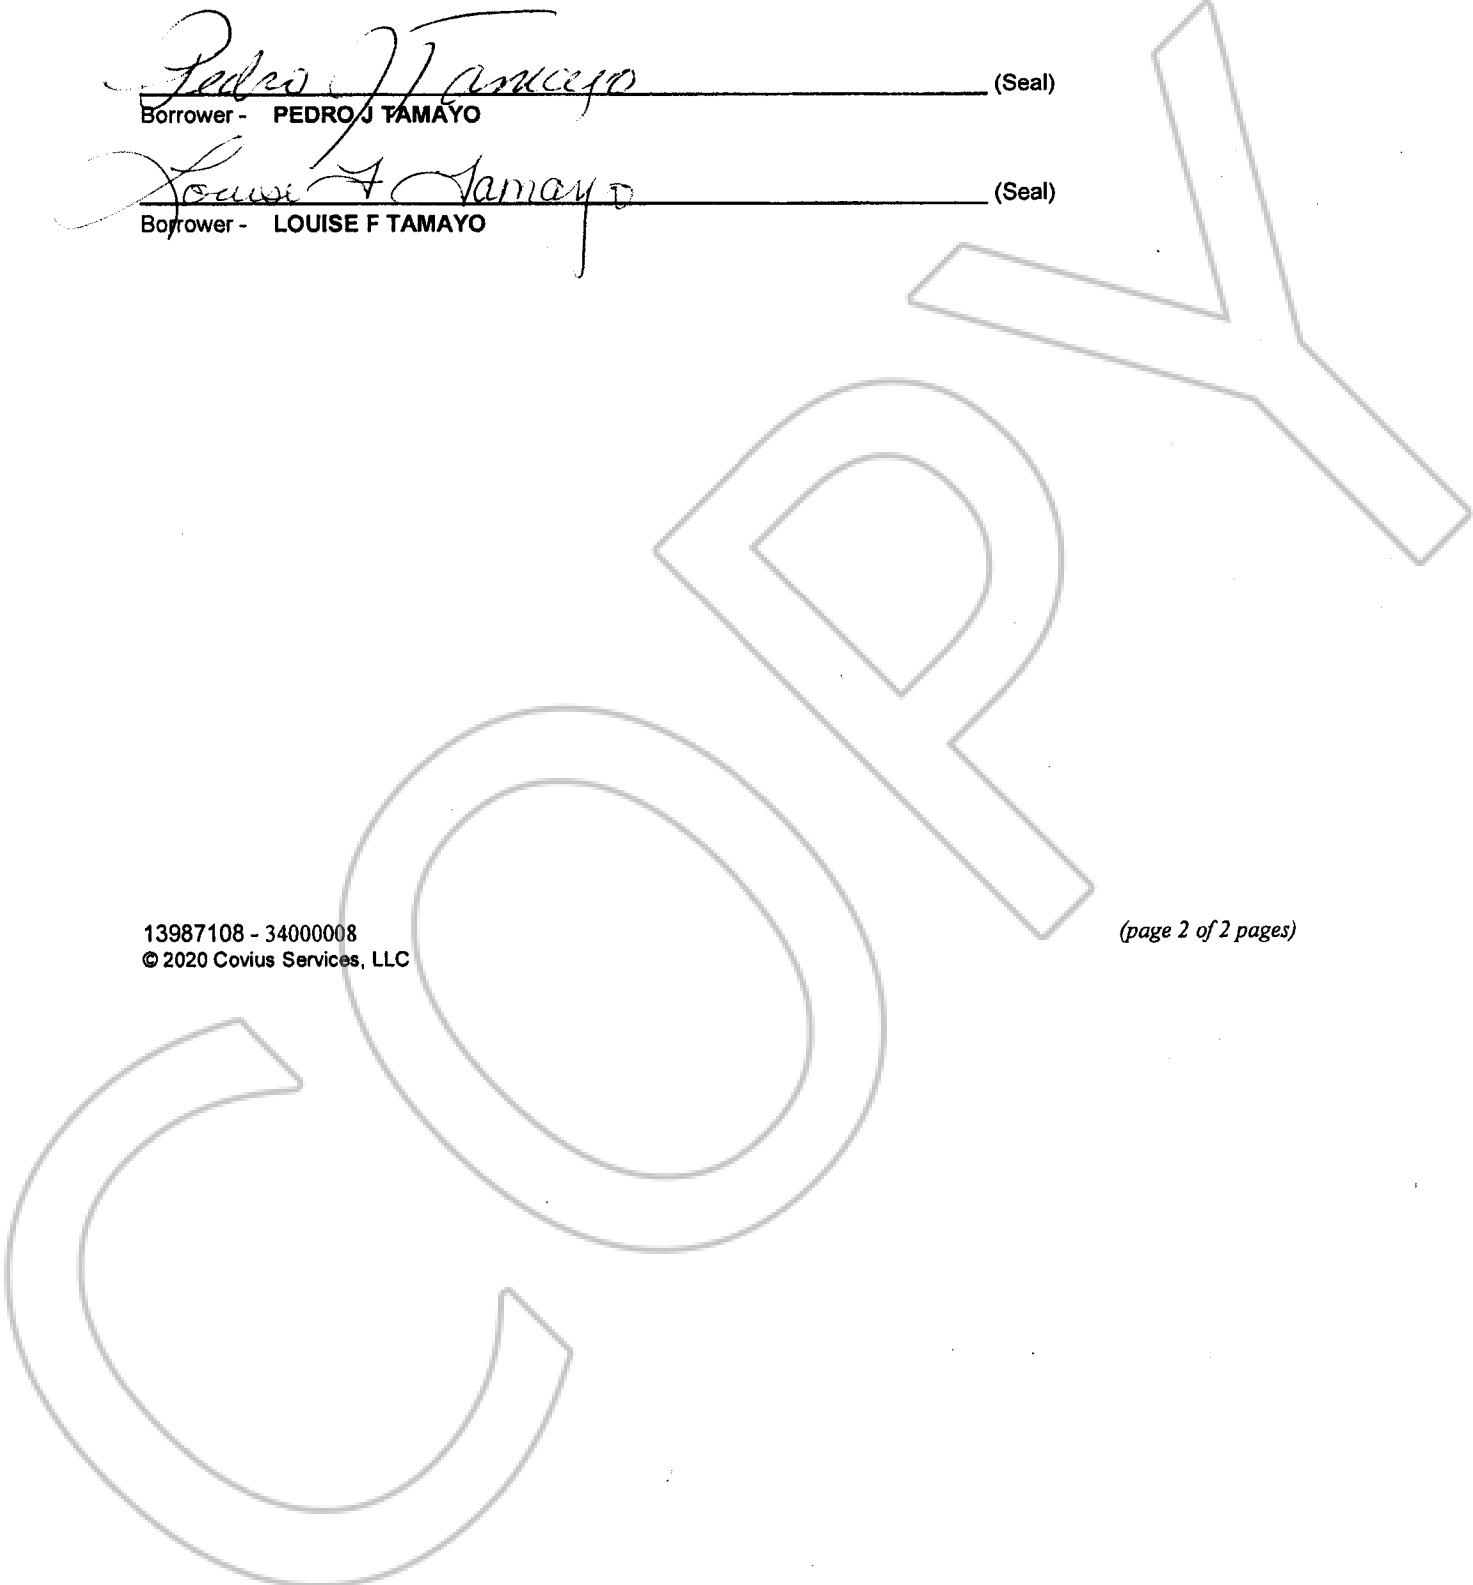 Pedro J Tamayo (Seal)
Borrower - PEDRO J TAMAYO
Louise F Tamayo (Seal)
Borrower - LOUISE F TAMAYO
COPY
13987108 - 34000008
© 2020 Covius Services, LLC
(page 2 of 2 pages)